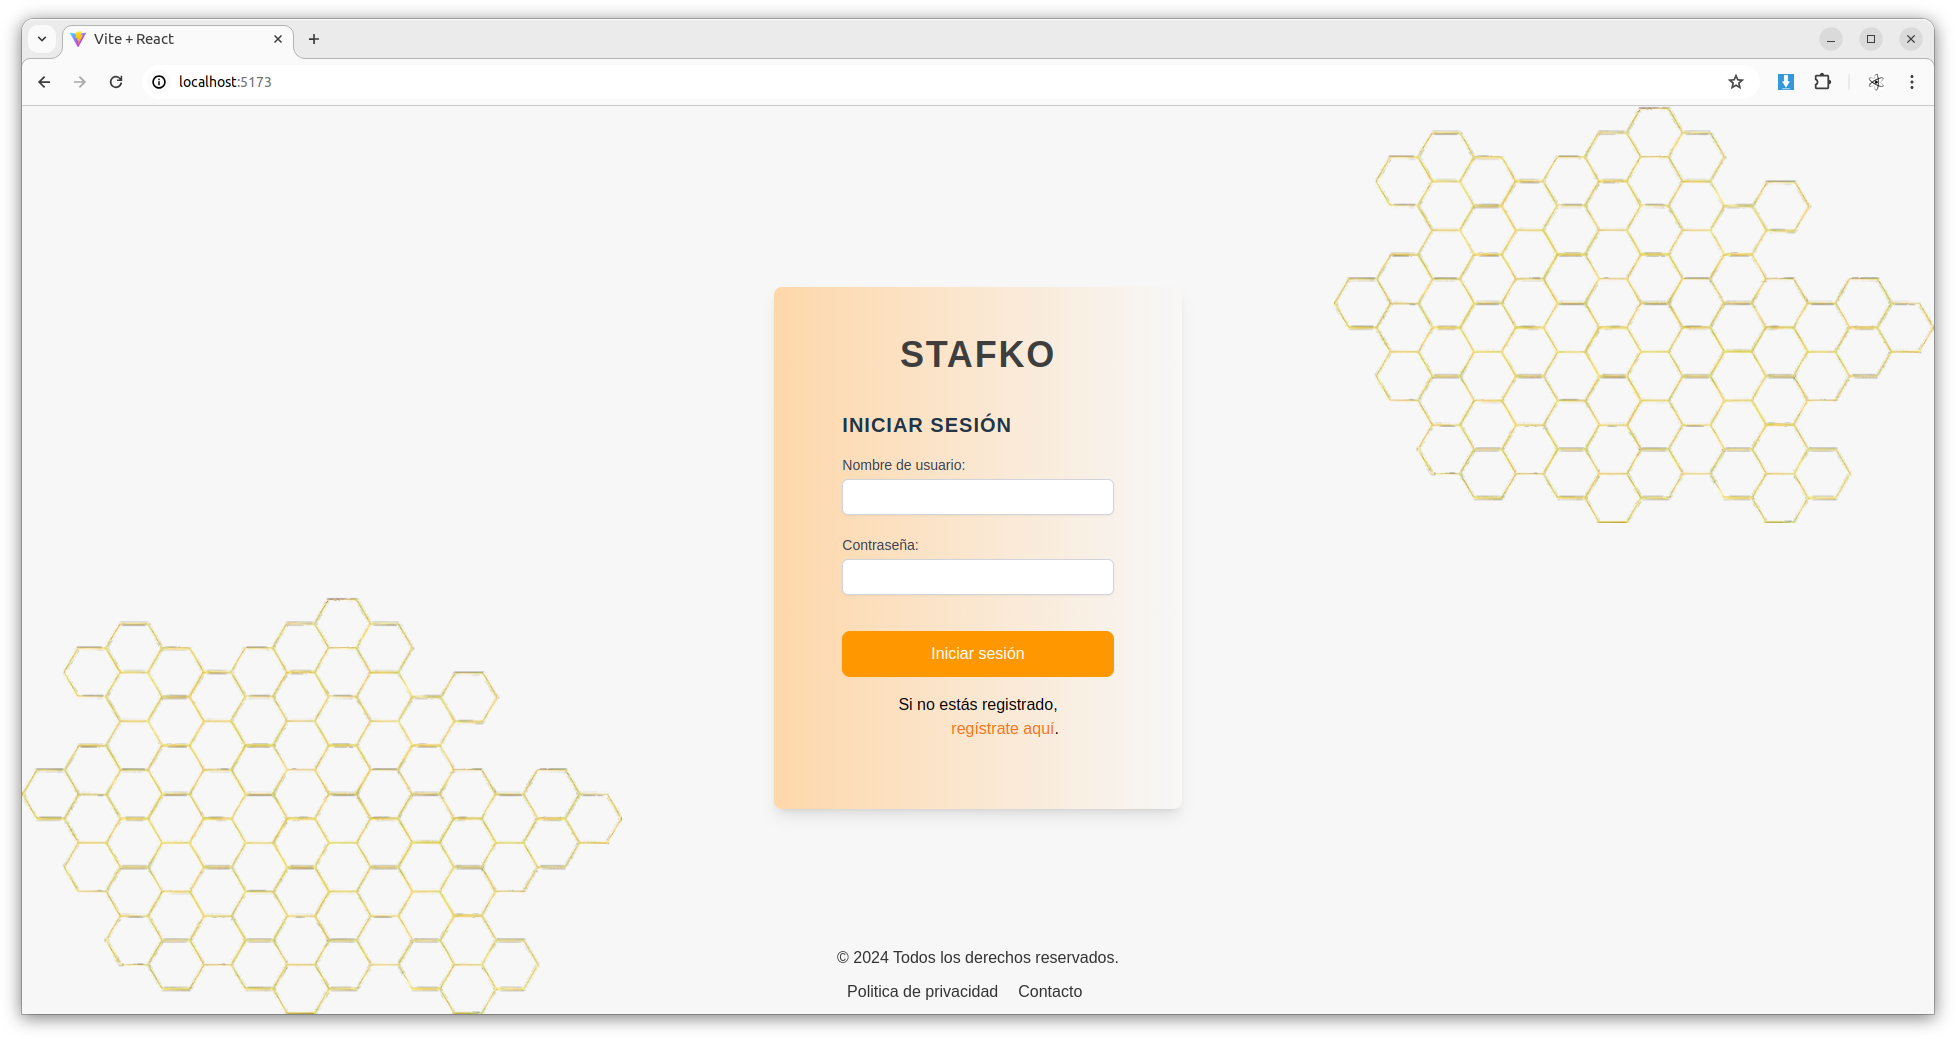 Vite + React
localhost:5173
STAFKO
INICIAR SESIÓN
Nombre de usuario:
Contraseña:
Iniciar sesión
Si no estás registrado,
regístrate aquí.
© 2024 Todos los derechos reservados.
Politica de privacidad Contacto